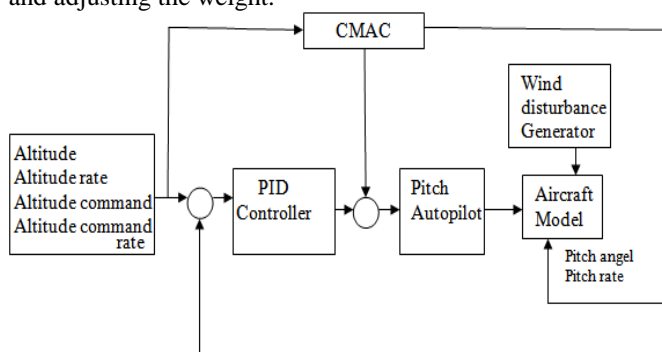 and adjusting the weight.
CMAC
Wind
disturbance
Generator
Altitude
Altitude rate
Altitude command
Altitude command
rate
PID
Controller
Pitch
Autopilot
Aircraft
Model
Pitch angel
Pitch rate